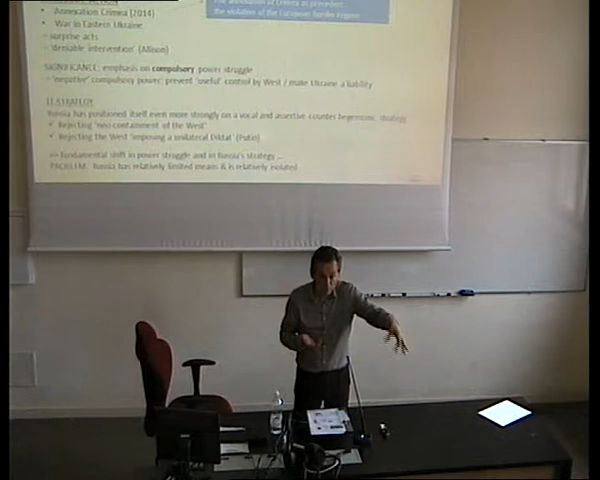 The annexation of Crimea as precedent:
the violation of the European border regime
• Annexation Crimea (2014)
• War in Eastern Ukraine
- surprise acts
- 'deniable intervention' (Allison)
SIGNIFICANCE: emphasis on compulsory power struggle
- 'negative' compulsory power: prevent 'useful' control by West / make Ukraine a liability
STRATEGY
Russia has positioned itself even more strongly on a vocal and assertive counter hegemonic strategy
✓ Rejecting 'neo-containment of the West'
✓ Rejecting the West 'imposing a unilateral Diktat' (Putin)
=> Fundamental shift in power struggle and in Russia's strategy ...
PROBLEM: Russia has relatively limited means & is relatively isolated